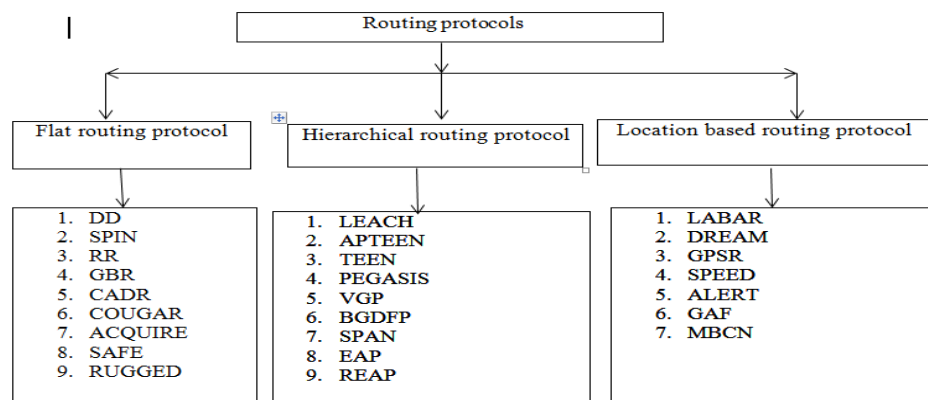 Routing protocols
Flat routing protocol
Hierarchical routing protocol
Location based routing protocol
1. DD
2. SPIN
3. RR
4. GBR
5. CADR
6. COUGAR
7. ACQUIRE
8. SAFE
9. RUGGED
1. LEACH
2. APTEEN
3. TEEN
4. PEGASIS
5. VGP
6. BGDFP
7. SPAN
8. EAP
9. REAP
1. LABAR
2. DREAM
3. GPSR
4. SPEED
5. ALERT
6. GAF
7. MBCN